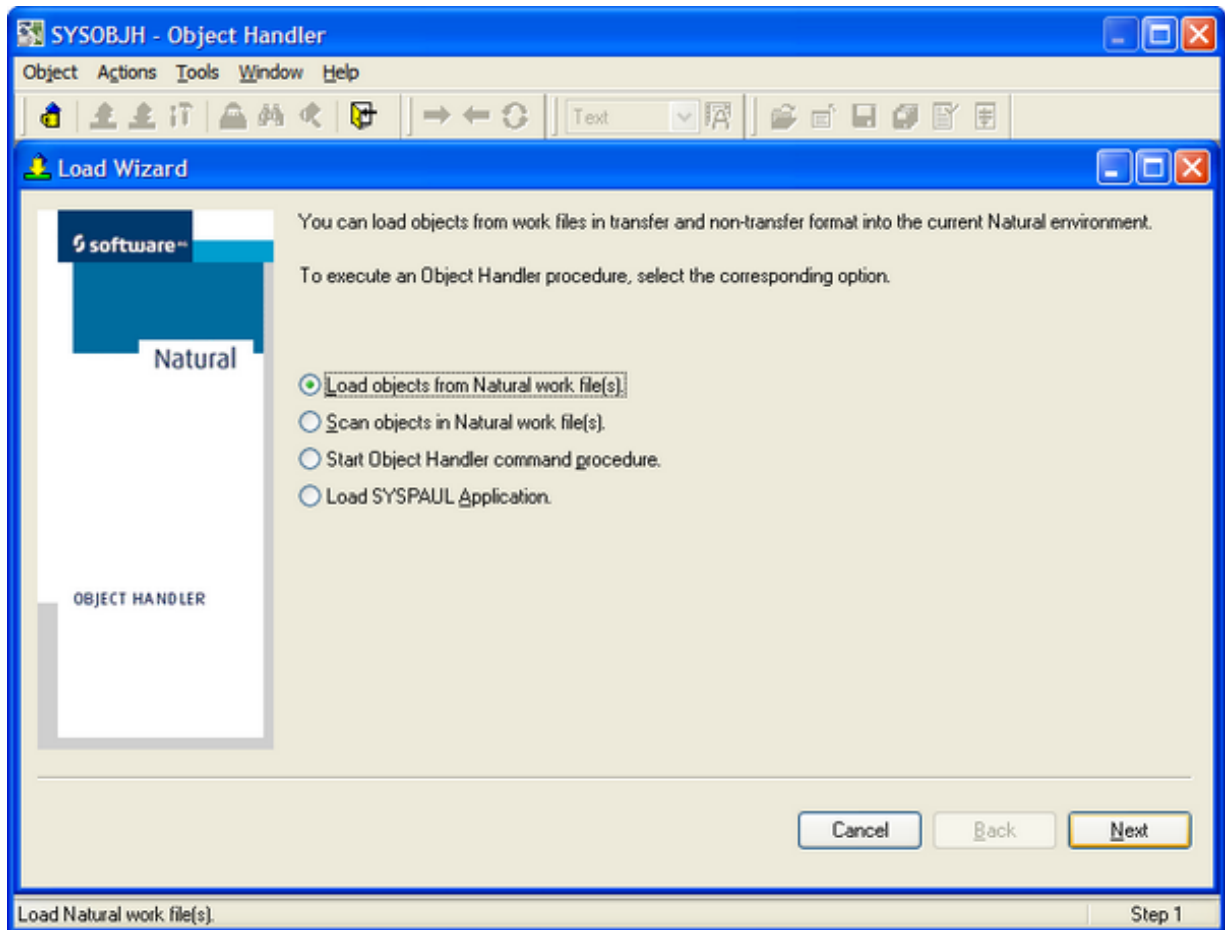 SYSOBJH - Object Handler
Object Actions Tools Window Help
Text
Load Wizard
You can load objects from work files in transfer and non-transfer format into the current Natural environment.
software AG
To execute an Object Handler procedure, select the corresponding option.
Natural
Load objects from Natural work file(s).
Scan objects in Natural work file(s).
Start Object Handler command procedure.
Load SYSPAUL Application.
OBJECT HANDLER
Cancel Back Next
Load Natural work file(s). Step 1